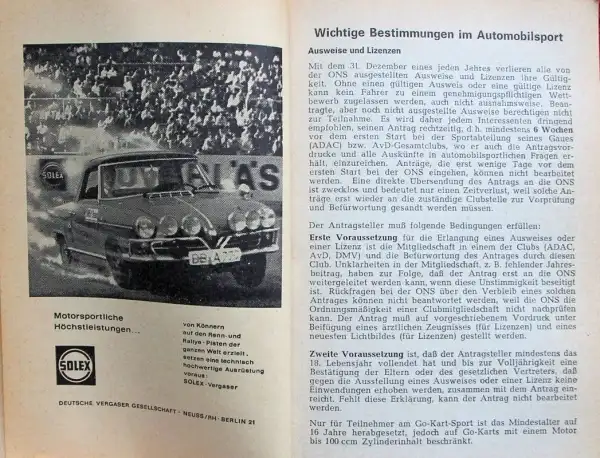 SOLEX
ÄS
Motorsportliche
Höchstleistungen...
von Könnern
auf den Renn- und
Rallye-Pisten der
ganzen Welt erzielt,
setzen eine technisch
hochwertige Ausrüstung
voraus:
SOLEX-Vergaser
SOLEX
DEUTSCHE VERGASER GESELLSCHAFT · NEUSS/RH · BERLIN 21
Wichtige Bestimmungen im Automobilsport
Ausweise und Lizenzen
Mit dem 31. Dezember eines jeden Jahres verlieren alle von
der ONS ausgestellten Ausweise und Lizenzen ihre Gültig-
keit. Ohne einen gültigen Ausweis oder eine gültige Lizenz
kann kein Fahrer zu einem genehmigungspflichtigen Wett-
bewerb zugelassen werden, auch nicht ausnahmsweise. Bean-
tragte, aber noch nicht ausgestellte Ausweise berechtigen nicht
zur Teilnahme. Es wird daher jedem Interessenten dringend
empfohlen, seinen Antrag rechtzeitig, d.h. mindestens 6 Wochen
vor dem ersten Start bei der Sportabteilung seines Gaues
(ADAC) bzw. AvD-Gastclubs, wo er auch die Antragsvor-
drucke und alle Auskünfte in automobilsportlichen Fragen er-
hält, einzureichen. Anträge, die erst wenige Tage vor dem
ersten Start bei der ONS eingehen, können nicht bearbeitet
werden. Eine direkte Übersendung des Antrags an die ONS
ist zwecklos und bedeutet nur einen Zeitverlust, weil solche An-
träge erst wieder an die zuständige Clubstelle zur Vorprüfung
und Befürwortung gesandt werden müssen.
Der Antragsteller muß folgende Bedingungen erfüllen:
Erste Voraussetzung für die Erlangung eines Ausweises oder
einer Lizenz ist die Mitgliedschaft in einem der Clubs (ADAC,
AvD, DMV) und die Befürwortung des Antrages durch diesen
Club. Unklarheiten in der Mitgliedschaft, z. B. fehlender Jahres-
beitrag, haben zur Folge, daß der Antrag erst an die ONS
weitergeleitet werden kann, wenn diese Unstimmigkeit beseitigt
ist. Rückfragen bei der ONS über den Verbleib eines solchen
Antrages können nicht beantwortet werden, weil die ONS die
Ordnungsmäßigkeit einer Clubmitgliedschaft nicht nachprüfen
kann. Der Antrag muß auf vorgeschriebenem Vordruck unter
Beifügung eines ärztlichen Zeugnisses (für Lizenzen) und eines
neuesten Lichtbildes (für Lizenzen) gestellt werden.
Zweite Voraussetzung ist, daß der Antragsteller mindestens das
18. Lebensjahr vollendet hat und bis zur Volljährigkeit eine
Bestätigung der Eltern oder des gesetzlichen Vertreters, daß
gegen die Ausstellung eines Ausweises oder einer Lizenz keine
Einwendungen erhoben werden, zusammen mit dem Antrag ein-
reicht. Fehlt diese Erklärung, kann der Antrag nicht bearbeitet
werden.
Nur für Teilnehmer am Go-Kart-Sport ist das Mindestalter auf
16 Jahre herabgesetzt, jedoch auf Go-Karts mit einem Motor
bis 100 ccm Zylinderinhalt beschränkt.